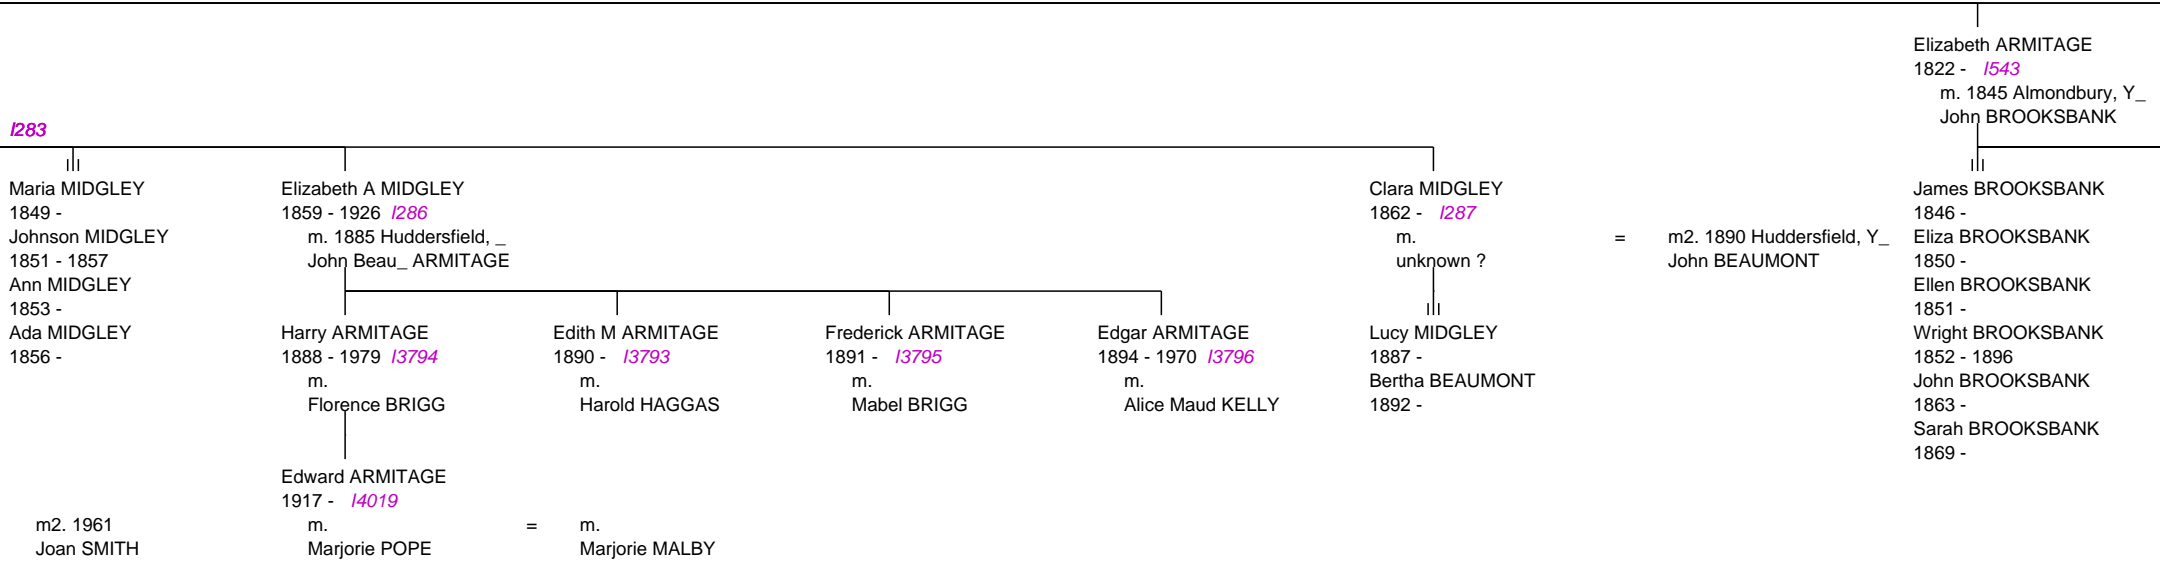 Elizabeth ARMITAGE
1822 - I543
m. 1845 Almondbury, Y_
John BROOKSBANK
I283
Maria MIDGLEY
1849 -
Johnson MIDGLEY
1851 - 1857
Ann MIDGLEY
1853 -
Ada MIDGLEY
1856 -
Elizabeth A MIDGLEY
1859 - 1926 I286
m. 1885 Huddersfield, _
John Beau_ ARMITAGE
Clara MIDGLEY
1862 - I287
m.
unknown ?
=
m2. 1890 Huddersfield, Y_
John BEAUMONT
James BROOKSBANK
1846 -
Eliza BROOKSBANK
1850 -
Ellen BROOKSBANK
1851 -
Wright BROOKSBANK
1852 - 1896
John BROOKSBANK
1863 -
Sarah BROOKSBANK
1869 -
Harry ARMITAGE
1888 - 1979 I3794
m.
Florence BRIGG
Edith M ARMITAGE
1890 - I3793
m.
Harold HAGGAS
Frederick ARMITAGE
1891 - I3795
m.
Mabel BRIGG
Edgar ARMITAGE
1894 - 1970 I3796
m.
Alice Maud KELLY
Lucy MIDGLEY
1887 -
Bertha BEAUMONT
1892 -
Edward ARMITAGE
1917 - I4019
m2. 1961
Joan SMITH
m.
Marjorie POPE
=
m.
Marjorie MALBY